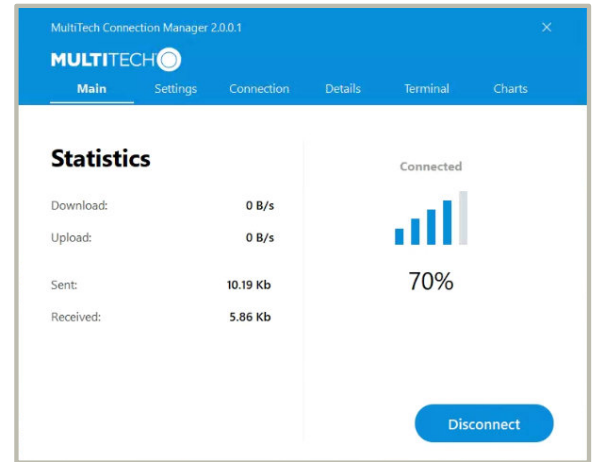 MultiTech Connection Manager 2.0.0.1
MULTITECH
Main Settings Connection Details Terminal Charts
Statistics
Connected
Download: 0 B/s
Upload: 0 B/s
70%
Sent: 10.19 Kb
Received: 5.86 Kb
Disconnect